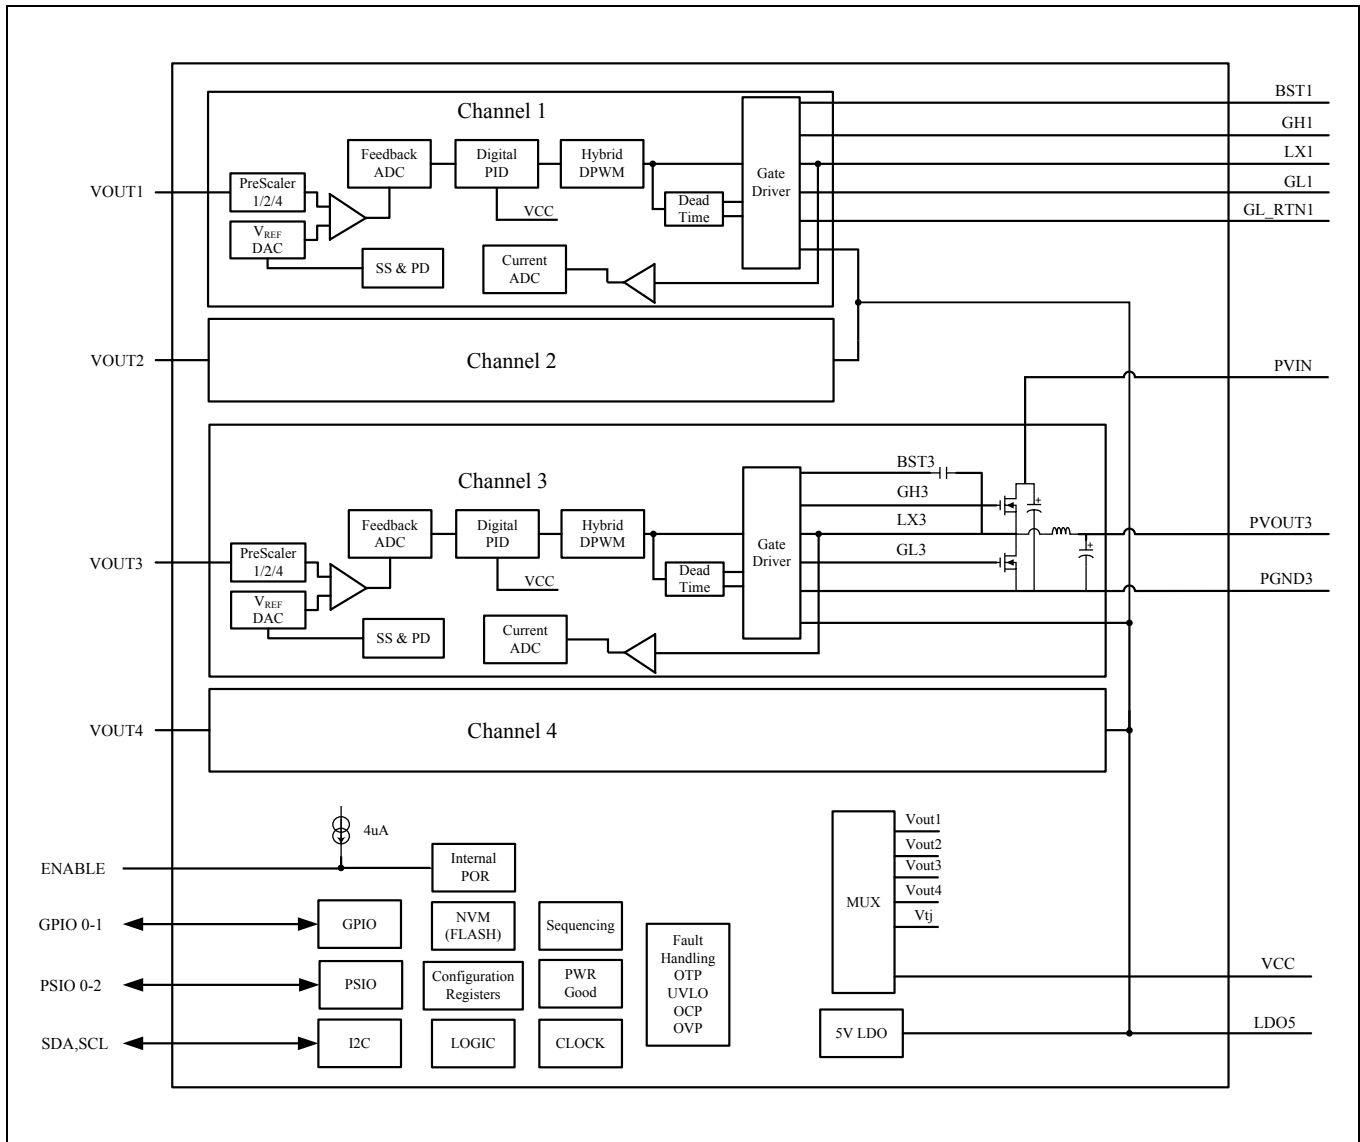 BST1
Channel 1
GH1
Feedback
ADC
Digital
PID
Hybrid
DPWM
LX1
Gate
Driver
VOUT1
PreScaler
1/2/4
GL1
Dead
Time
VCC
GL_RTN1
VREF
DAC
SS & PD
Current
ADC
VOUT2
Channel 2
PVIN
BST3
Channel 3
GH3
Feedback
ADC
Digital
PID
Hybrid
DPWM
LX3
PVOUT3
Gate
Driver
VOUT3
PreScaler
1/2/4
GL3
Dead
Time
VCC
PGND3
VREF
DAC
SS & PD
Current
ADC
+
+
VOUT4
Channel 4
4uA
ENABLE
Internal
POR
GPIO 0-1
GPIO
NVM
(FLASH)
Sequencing
PSIO 0-2
PSIO
Configuration
Registers
PWR
Good
SDA,SCL
I2C
LOGIC
CLOCK
Fault
Handling
OTP
UVLO
OCP
OVP
MUX
Vout1
Vout2
Vout3
Vout4
Vtj
VCC
5V LDO
LDO5